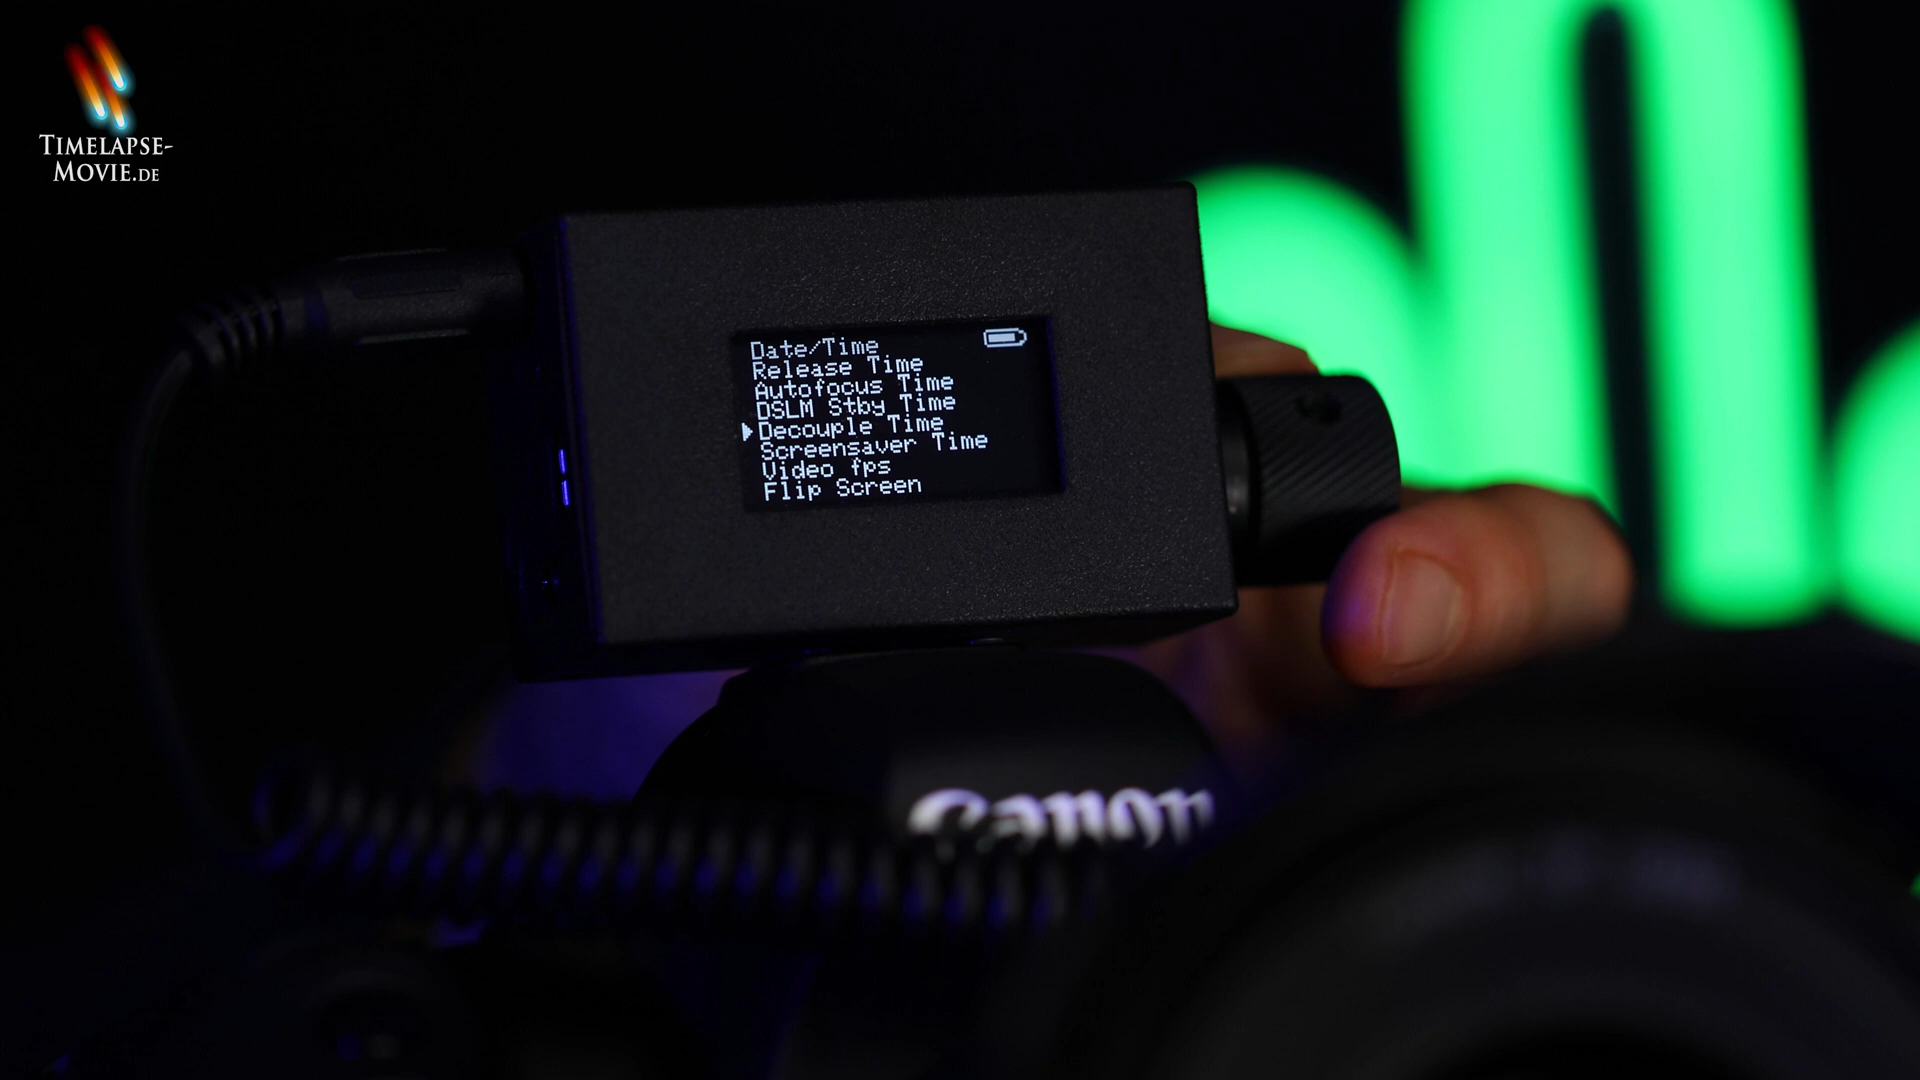 TIMELAPSE-
MOVIE.DE
Date/Time
Release Time
Autofocus Time
DSLM Stby Time
Decouple Time
Screensaver Time
Video fps
Flip Screen
Canon